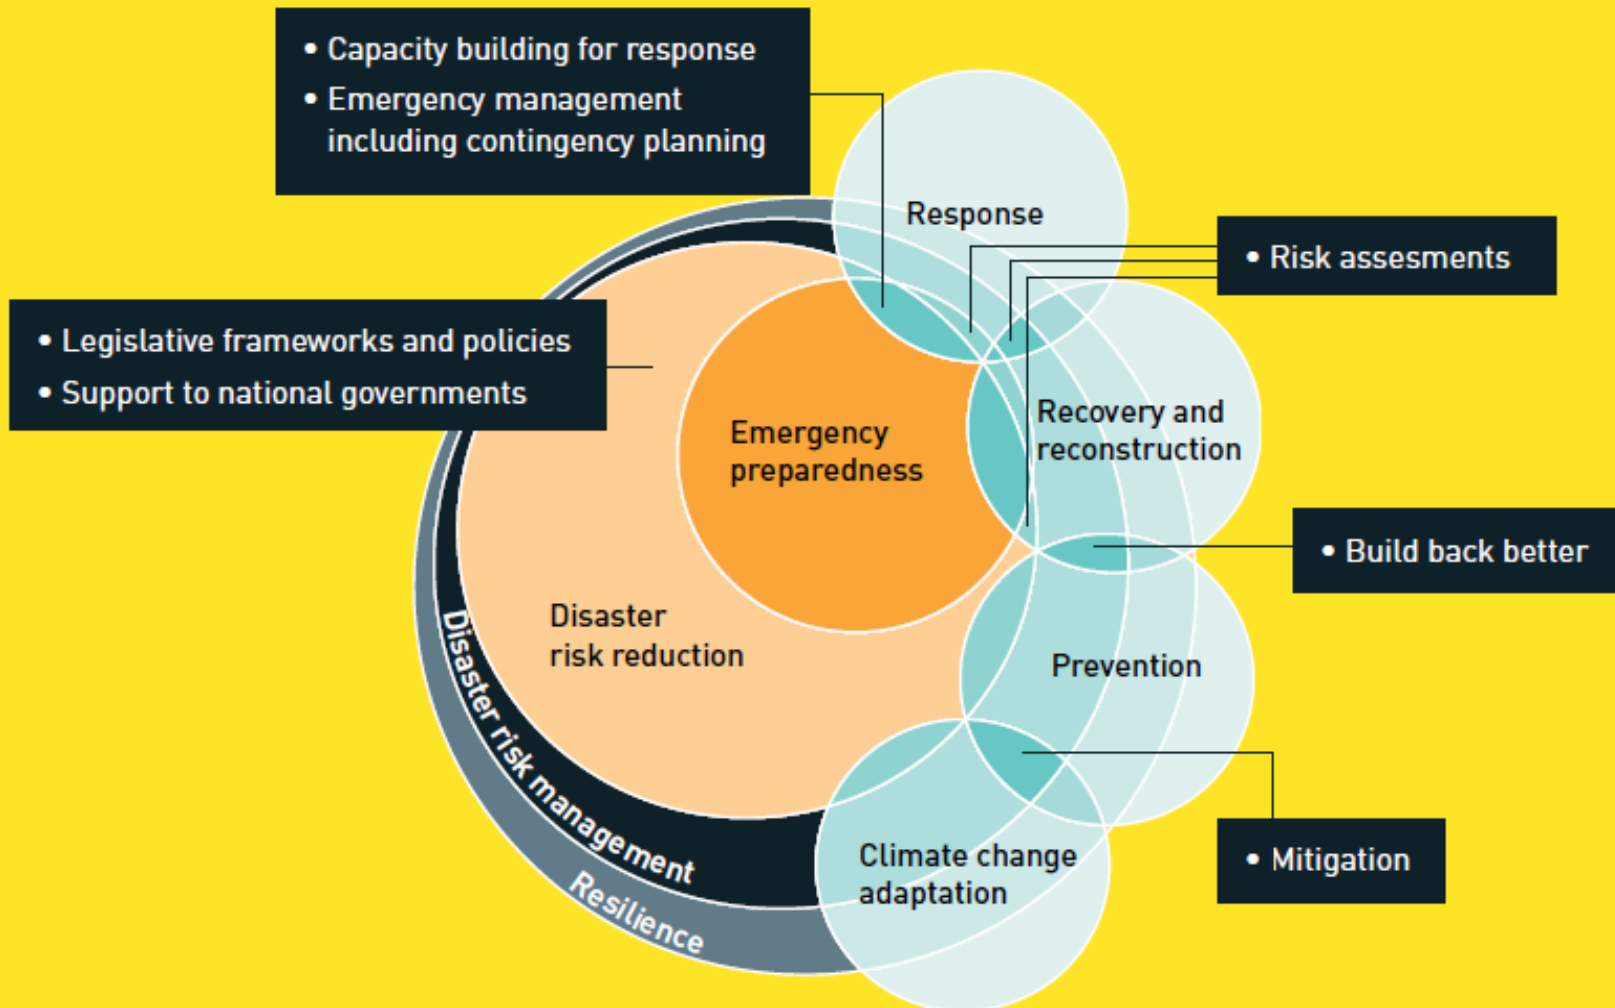 • Capacity building for response
• Emergency management
including contingency planning
Response
• Risk assesments
• Legislative frameworks and policies
• Support to national governments
Recovery and
reconstruction
Emergency
preparedness
• Build back better
Disaster
risk reduction
Prevention
Disaster risk management
Climate change
adaptation
• Mitigation
Resilience